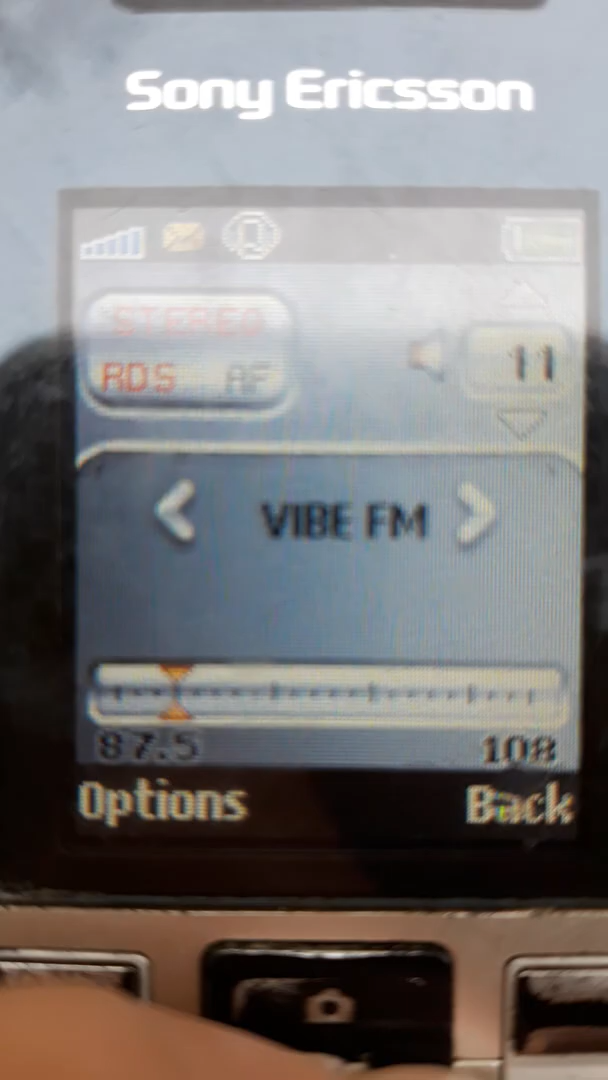 Sony Ericsson
STEREO
RDS AF
11
VIBE FM
87.5 108
Options Back